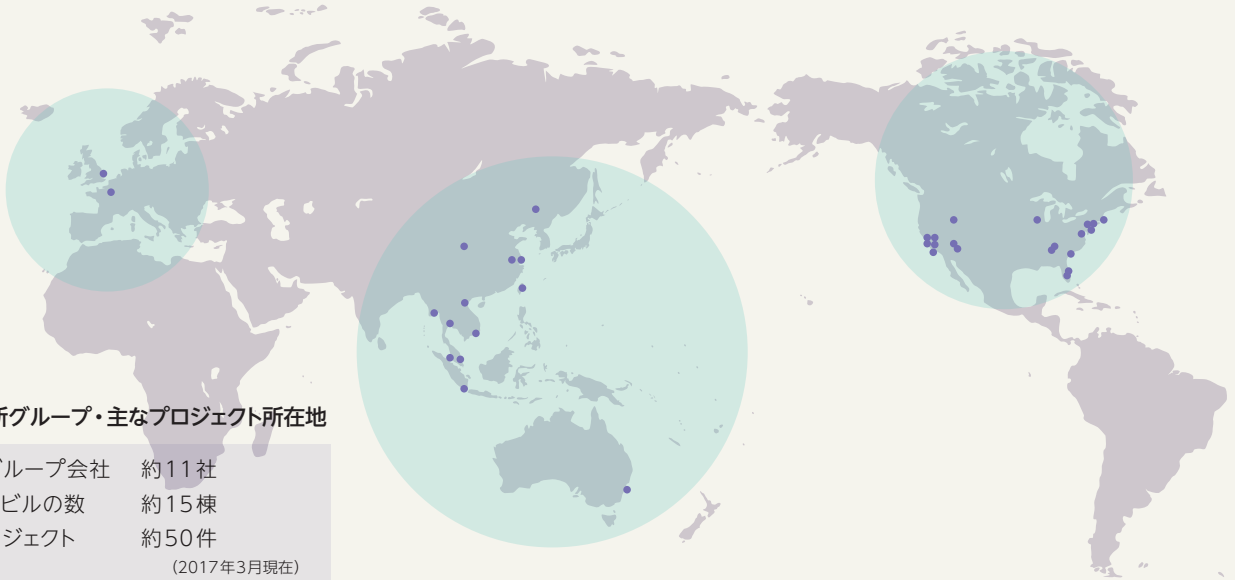 所グループ・主なプロジェクト所在地
グループ会社 約11社
ビルの数 約15棟
ジェクト 約50件
（2017年3月現在）